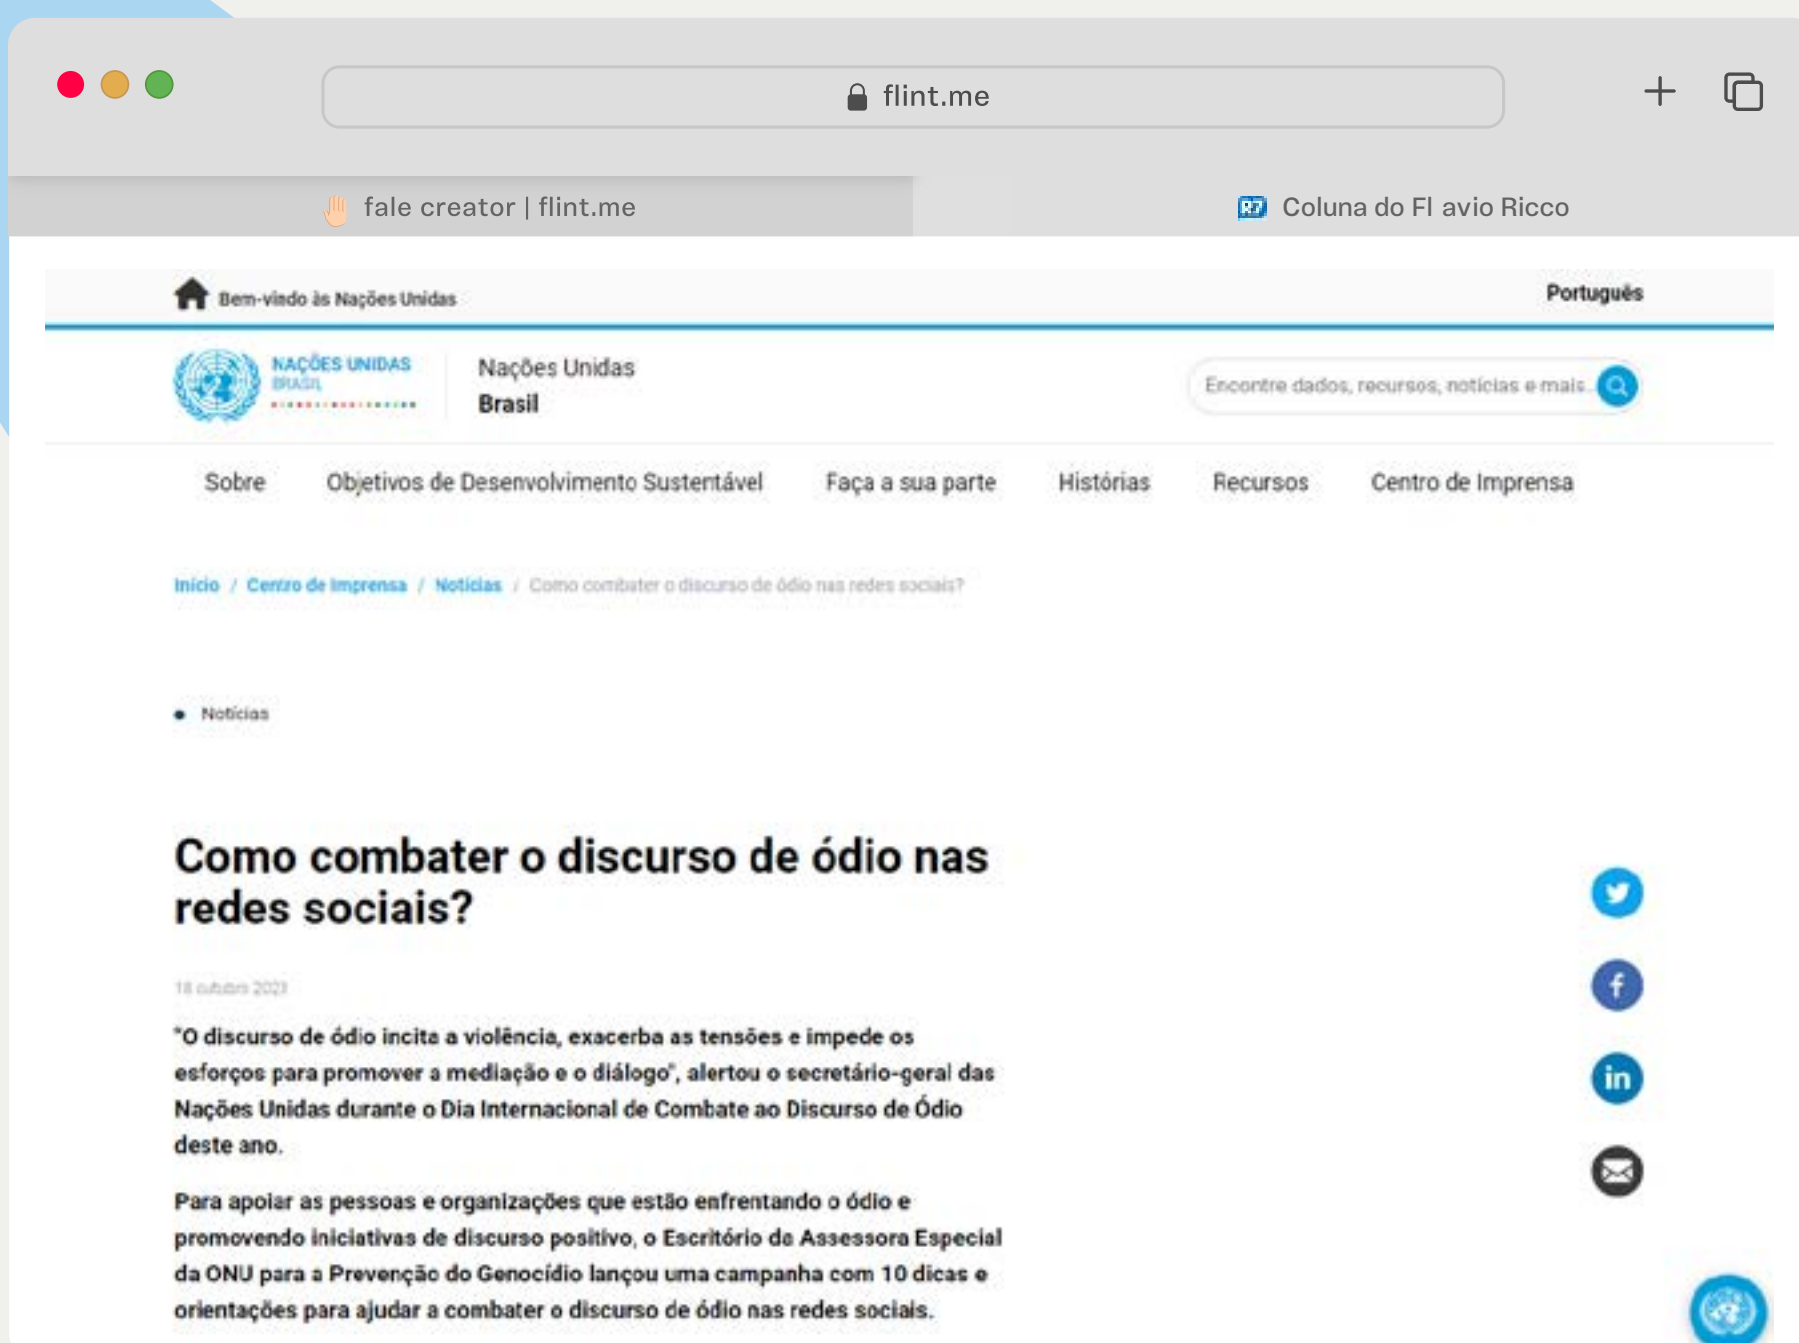 flint.me
fale creator | flint.me
Coluna do Fl avio Ricco
Bem-vindo às Nações Unidas
Português
NAÇÕES UNIDAS
BRASIL
Nações Unidas
Brasil
Encontre dados, recursos, notícias e mais
Sobre
Objetivos de Desenvolvimento Sustentável
Faça a sua parte
Histórias
Recursos
Centro de Imprensa
Início / Centro de Imprensa / Notícias / Como combater o discurso de ódio nas redes sociais?
Notícias
Como combater o discurso de ódio nas
redes sociais?
18 outubro 2023
"O discurso de ódio incita a violência, exacerba as tensões e impede os
esforços para promover a mediação e o diálogo", alertou o secretário-geral das
Nações Unidas durante o Dia Internacional de Combate ao Discurso de Ódio
deste ano.
Para apoiar as pessoas e organizações que estão enfrentando o ódio e
promovendo iniciativas de discurso positivo, o Escritório da Assessora Especial
da ONU para a Prevenção do Genocídio lançou uma campanha com 10 dicas e
orientações para ajudar a combater o discurso de ódio nas redes sociais.